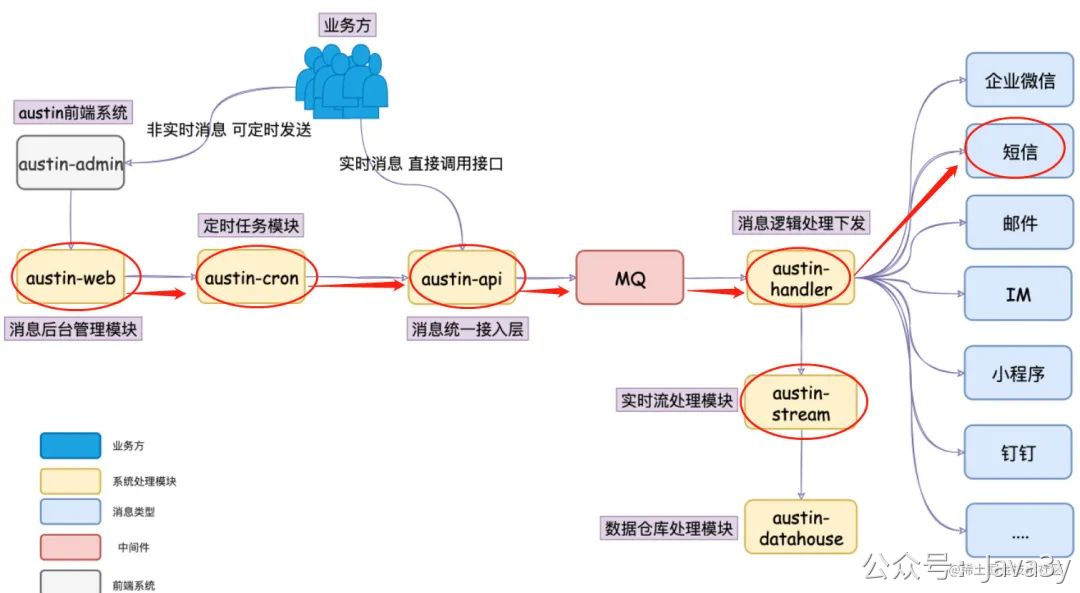 业务方
austin前端系统
非实时消息 可定时发送
austin-admin
实时消息 直接调用接口
定时任务模块
消息逻辑处理下发
austin-web
austin-cron
austin-api
MQ
austin-
handler
消息后台管理模块
消息统一接入层
实时流处理模块
austin-
stream
数据仓库处理模块
austin-
datahouse
企业微信
短信
邮件
IM
小程序
钉钉
....
业务方
系统处理模块
消息类型
中间件
前端系统
公众号：Java3y